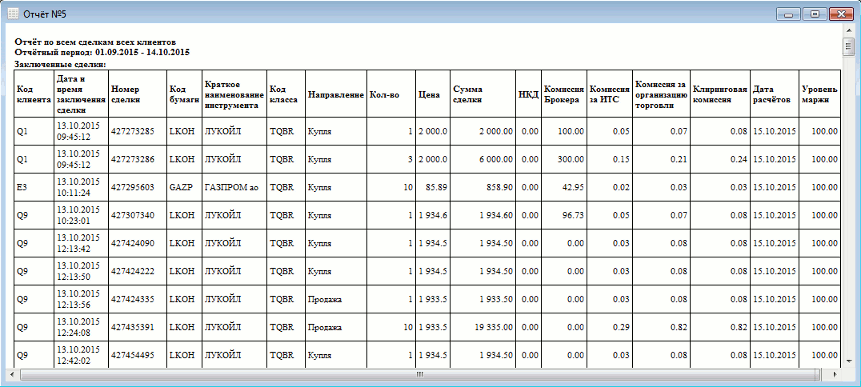 Отчёт №5
Отчёт по всем сделкам всех клиентов
Отчётный период: 01.09.2015 - 14.10.2015
Заключенные сделки:
Код клиента | Дата и время заключения сделки | Номер сделки | Код бумаги | Краткое наименование инструмента | Код класса | Направление | Кол-во | Цена | Сумма сделки | НКД | Комиссия Брокера | Комиссия за ИТС | Комиссия за организацию торговли | Клиринговая комиссия | Дата расчётов | Уровень маржи
Q1 | 13.10.2015 09:45:12 | 427273285 | LKOH | ЛУКОЙЛ | TQBR | Купля | 1 | 2 000.0 | 2 000.00 | 0.00 | 100.00 | 0.05 | 0.07 | 0.08 | 15.10.2015 | 100.00
Q1 | 13.10.2015 09:45:12 | 427273286 | LKOH | ЛУКОЙЛ | TQBR | Купля | 3 | 2 000.0 | 6 000.00 | 0.00 | 300.00 | 0.15 | 0.21 | 0.24 | 15.10.2015 | 100.00
E3 | 13.10.2015 10:11:24 | 427295603 | GAZP | ГАЗПРОМ ао | TQBR | Купля | 10 | 85.89 | 858.90 | 0.00 | 42.95 | 0.02 | 0.03 | 0.03 | 15.10.2015 | 100.00
Q9 | 13.10.2015 10:23:01 | 427307340 | LKOH | ЛУКОЙЛ | TQBR | Купля | 1 | 1 934.6 | 1 934.60 | 0.00 | 96.73 | 0.05 | 0.07 | 0.08 | 15.10.2015 | 100.00
Q9 | 13.10.2015 12:13:42 | 427424090 | LKOH | ЛУКОЙЛ | TQBR | Купля | 1 | 1 934.5 | 1 934.50 | 0.00 | 0.00 | 0.03 | 0.08 | 0.08 | 15.10.2015 | 100.00
Q9 | 13.10.2015 12:13:50 | 427424222 | LKOH | ЛУКОЙЛ | TQBR | Купля | 1 | 1 934.5 | 1 934.50 | 0.00 | 0.00 | 0.03 | 0.08 | 0.08 | 15.10.2015 | 100.00
Q9 | 13.10.2015 12:13:56 | 427424335 | LKOH | ЛУКОЙЛ | TQBR | Продажа | 1 | 1 933.5 | 1 933.50 | 0.00 | 0.00 | 0.03 | 0.08 | 0.08 | 15.10.2015 | 100.00
Q9 | 13.10.2015 12:24:08 | 427435391 | LKOH | ЛУКОЙЛ | TQBR | Продажа | 10 | 1 933.5 | 19 335.00 | 0.00 | 0.00 | 0.29 | 0.82 | 0.82 | 15.10.2015 | 100.00
Q9 | 13.10.2015 12:42:02 | 427454495 | LKOH | ЛУКОЙЛ | TQBR | Купля | 1 | 1 934.5 | 1 934.50 | 0.00 | 0.00 | 0.03 | 0.08 | 0.08 | 15.10.2015 | 100.00